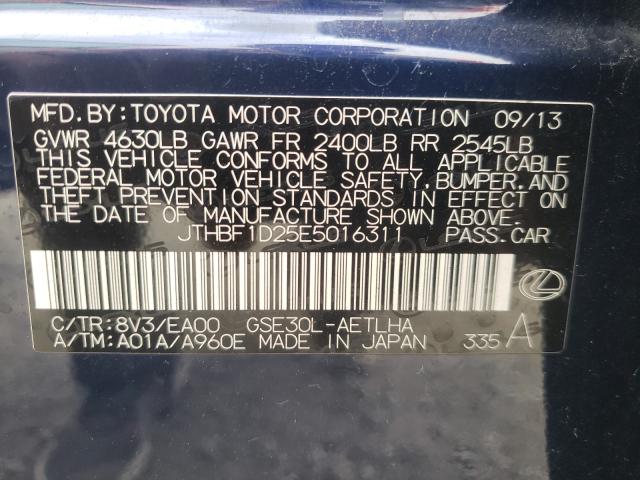 MFD.BY:TOYOTA MOTOR CORPORATION 09/13
GVWR 4630LB GAWR FR 2400LB RR 2545LB
THIS VEHICLE CONFORMS TO ALL APPLICABLE
FEDERAL MOTOR VEHICLE SAFETY,BUMPER,AND
THEFT PREVENTION STANDARDS IN EFFECT ON
THE DATE OF MANUFACTURE SHOWN ABOVE.
JTHBF1D25E5016311 PASS.CAR
C/TR:8V3/EA00 GSE30L-AETLHA
A/TM:A01A/A960E MADE IN JAPAN 335 A